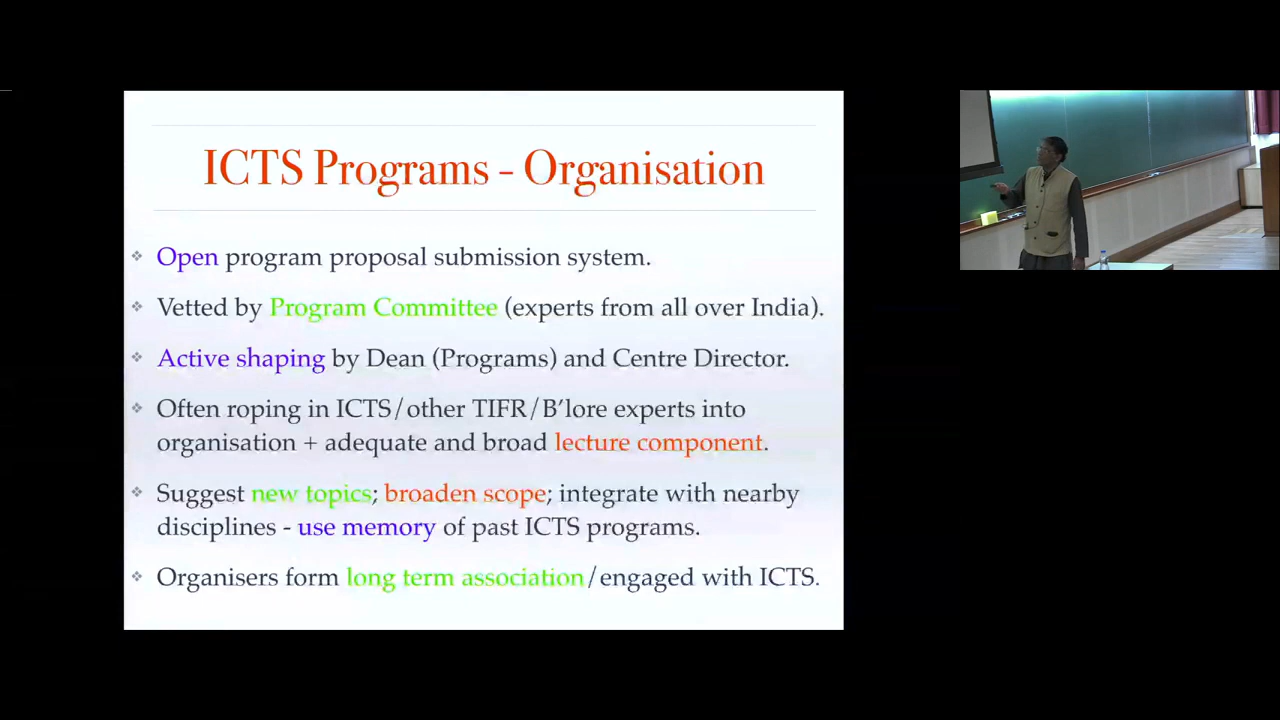 ICTS Programs - Organisation
❖ Open program proposal submission system.
❖ Vetted by Program Committee (experts from all over India).
❖ Active shaping by Dean (Programs) and Centre Director.
❖ Often roping in ICTS/other TIFR/B'lore experts into
organisation + adequate and broad lecture component.
❖ Suggest new topics; broaden scope; integrate with nearby
disciplines - use memory of past ICTS programs.
❖ Organisers form long term association/engaged with ICTS.